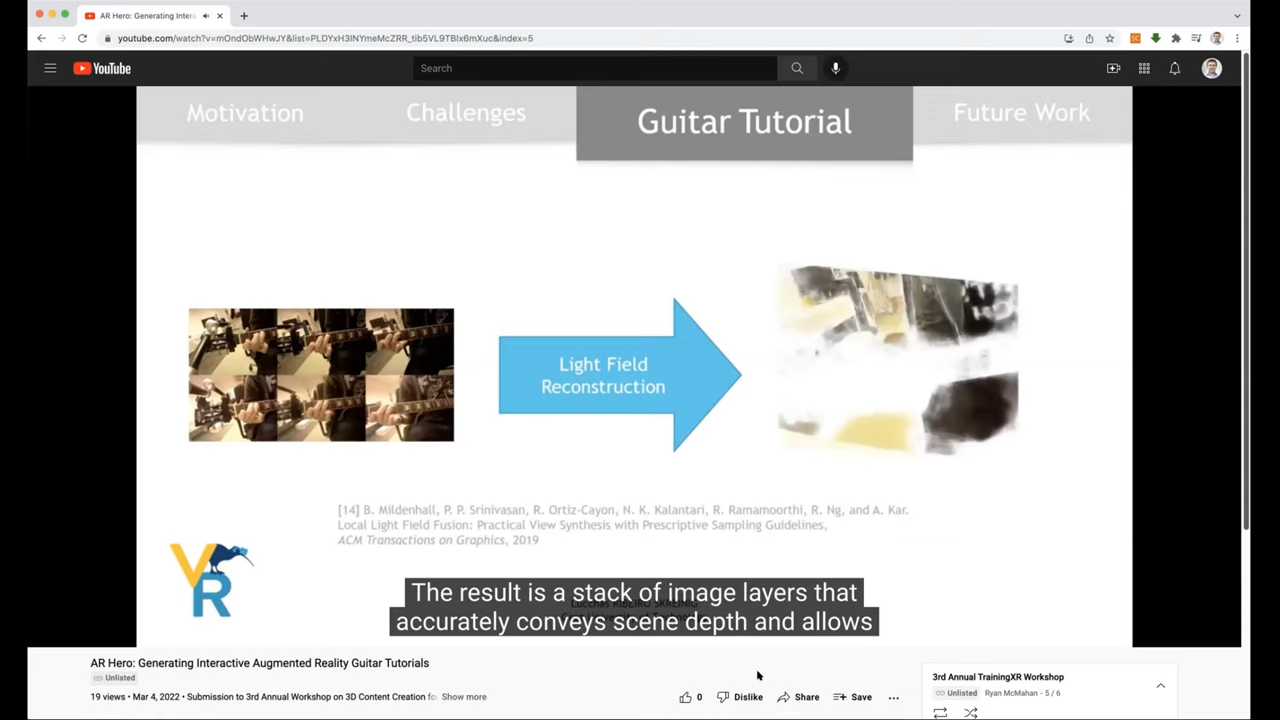 AR Hero: Generating Intera
youtube.com/watch?v=mOndObWHwJY&list=PLDYxH3lNYmeMcZRR_tib5VL9TBIx6mXuc&index=5
YouTube
Search
Motivation
Challenges
Guitar Tutorial
Future Work
Light Field
Reconstruction
[14] B. Mildenhall, P. P. Srinivasan, R. Ortiz-Cayon, N. K. Kalantari, R. Ramamoorthi, R. Ng, and A. Kar.
Local Light Field Fusion: Practical View Synthesis with Prescriptive Sampling Guidelines,
ACM Transactions on Graphics, 2019
VR
The result is a stack of image layers that
accurately conveys scene depth and allows
AR Hero: Generating Interactive Augmented Reality Guitar Tutorials
Unlisted
19 views • Mar 4, 2022 • Submission to 3rd Annual Workshop on 3D Content Creation fo Show more
0
Dislike
Share
Save
3rd Annual TrainingXR Workshop
Unlisted Ryan McMahan - 5 / 6